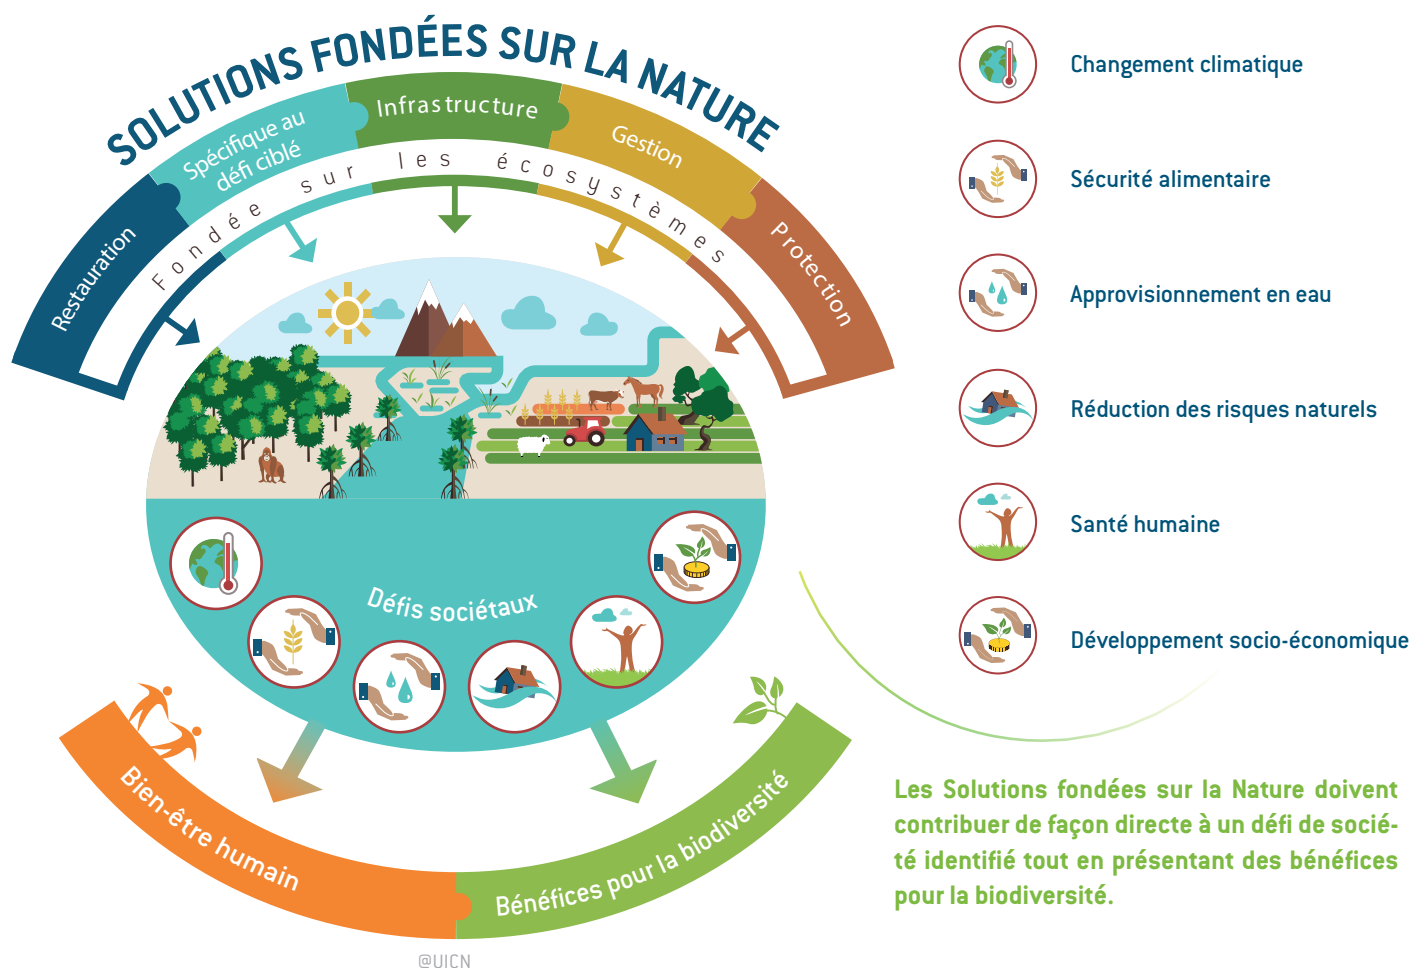 SOLUTIONS FONDÉES SUR LA NATURE
Restauration
Spécifique au
défi ciblé
Infrastructure
Gestion
Protection
Fondée sur les écosystèmes
Défis sociétaux
Bien-être humain
Bénéfices pour la biodiversité
@UICN
Changement climatique
Sécurité alimentaire
Approvisionnement en eau
Réduction des risques naturels
Santé humaine
Développement socio-économique
Les Solutions fondées sur la Nature doivent
contribuer de façon directe à un défi de socié-
té identifié tout en présentant des bénéfices
pour la biodiversité.